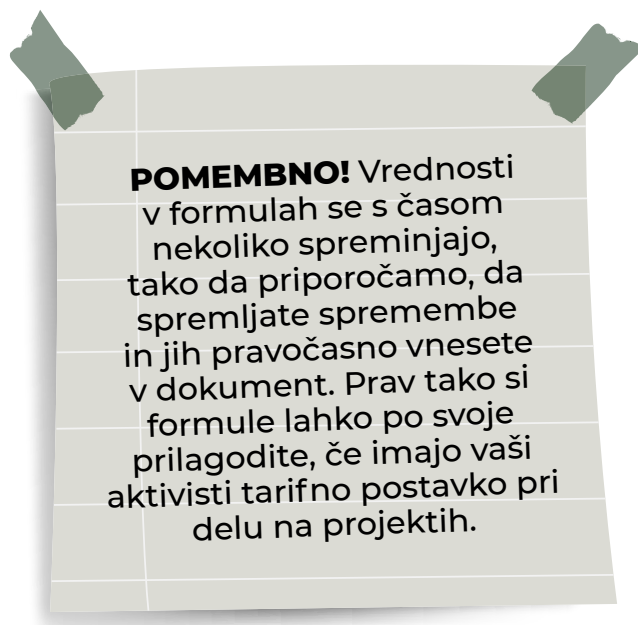 POMEMBNO! Vrednosti
v formulah se s časom
nekoliko spreminjajo,
tako da priporočamo, da
spremljate spremembe
in jih pravočasno vnesete
v dokument. Prav tako si
formule lahko po svoje
prilagodite, če imajo vaši
aktivisti tarifno postavko pri
delu na projektih.